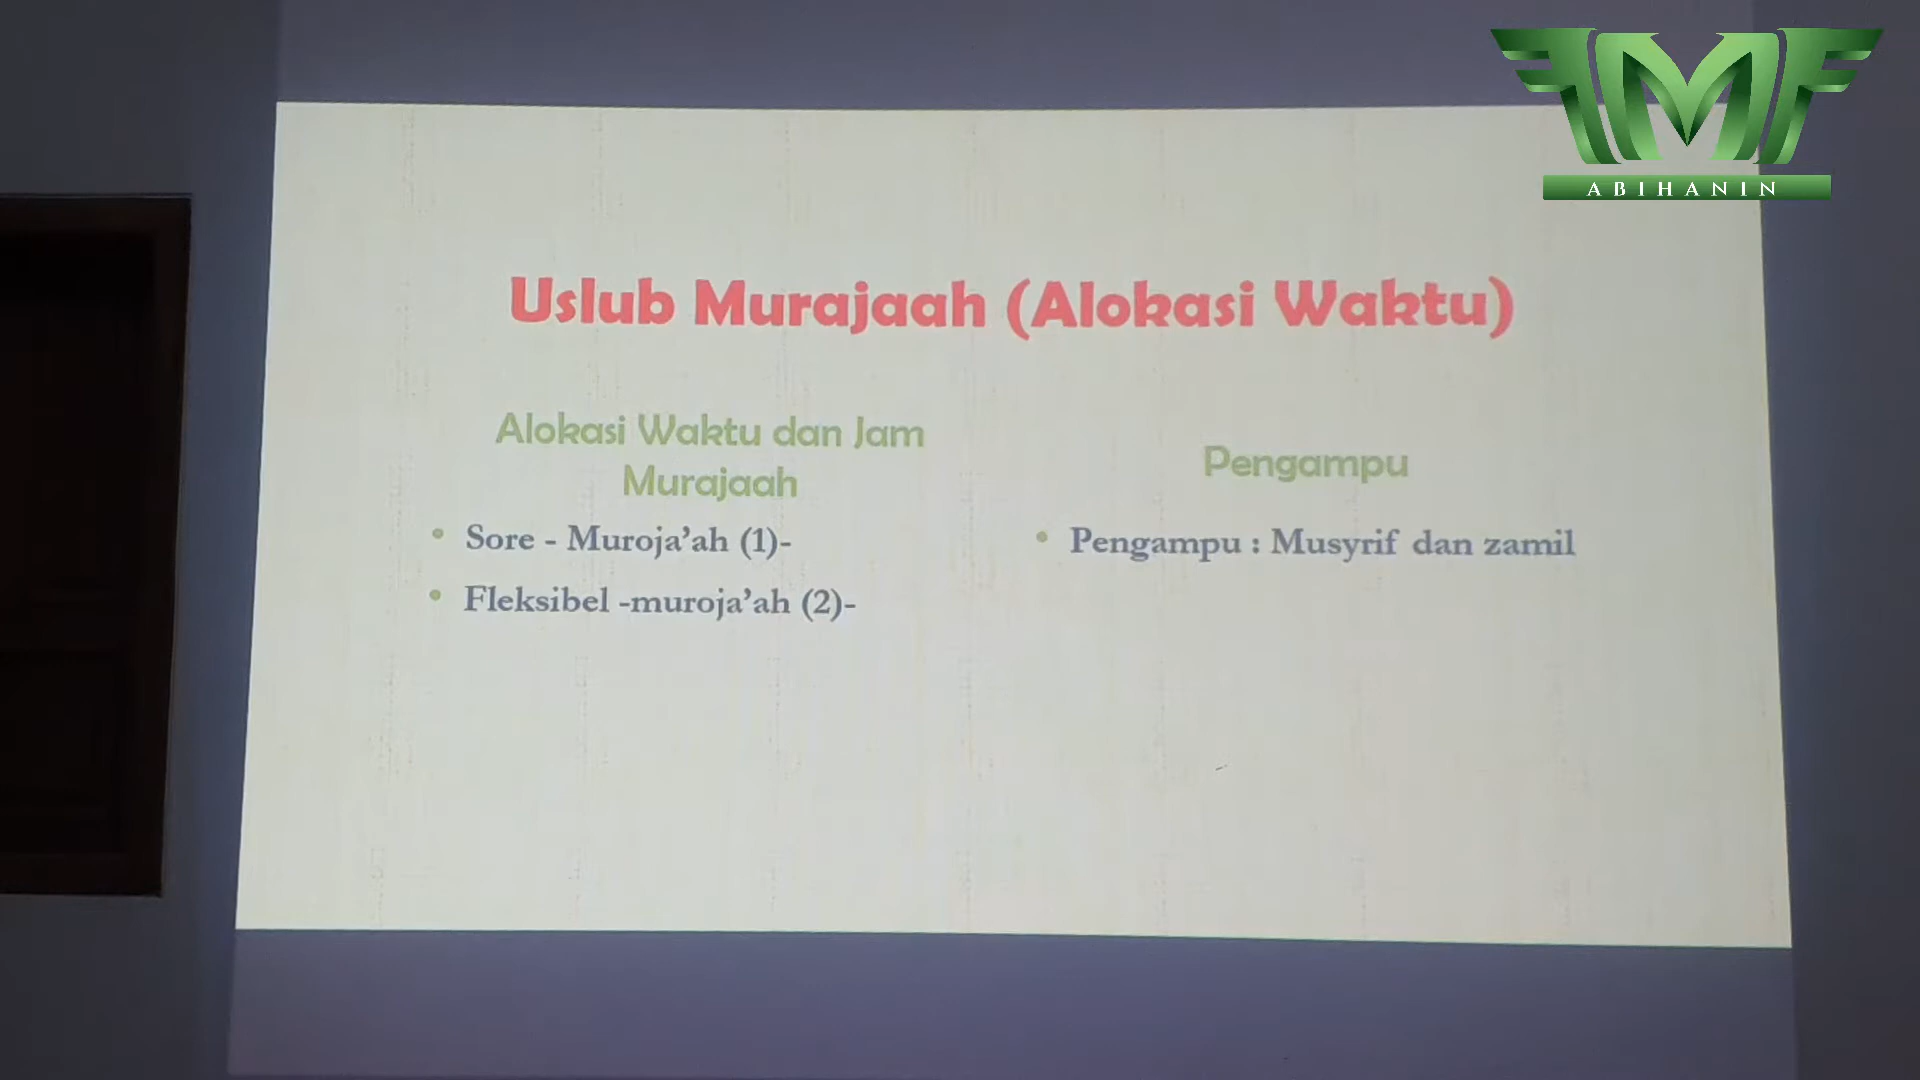 ABIHANIN
Uslub Murajaah (Alokasi Waktu)
Alokasi Waktu dan Jam
Murajaah
• Sore - Muroja’ah (1)-
• Fleksibel -muroja’ah (2)-
Pengampu
• Pengampu : Musyrif dan zamil